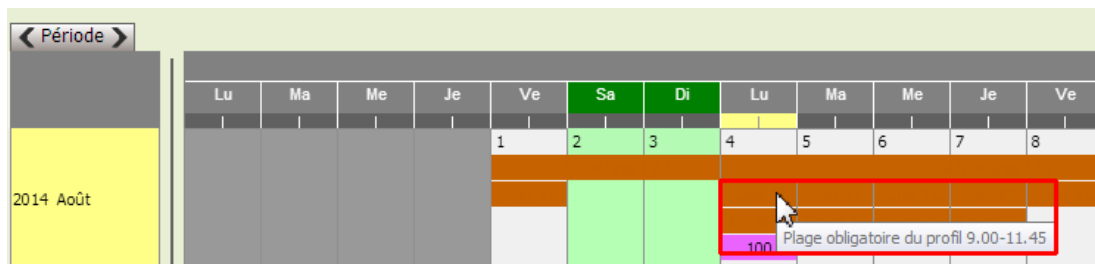 Période
Lu Ma Me Je Ve Sa Di Lu Ma Me Je Ve
1 2 3 4 5 6 7 8
2014 Août
Plage obligatoire du profil 9.00-11.45
100